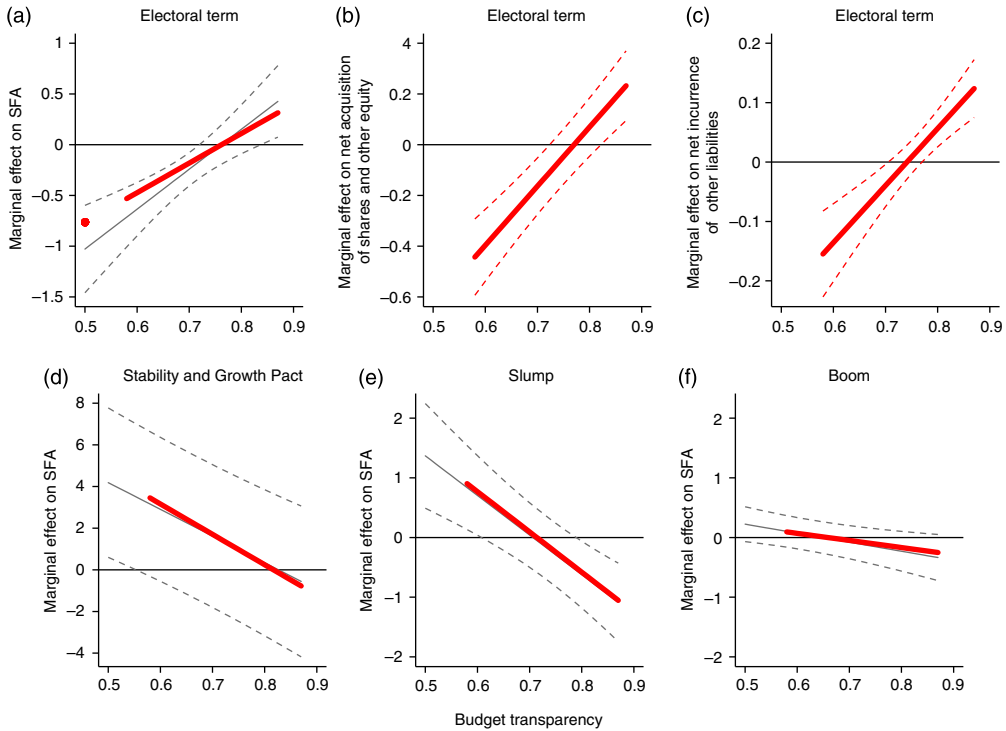 (a)
Electoral term
Marginal effect on SFA
1
0.5
0
–0.5
–1
–1.5
0.5 0.6 0.7 0.8 0.9
(b)
Electoral term
Marginal effect on net acquisition
of shares and other equity
4
0.2
0
–0.2
–0.4
–0.6
0.5 0.6 0.7 0.8 0.9
(c)
Electoral term
Marginal effect on net incurrence
of other liabilities
0.2
0.1
0
–0.1
–0.2
0.5 0.6 0.7 0.8 0.9
(d)
Stability and Growth Pact
Marginal effect on SFA
8
6
4
2
0
–2
–4
0.5 0.6 0.7 0.8 0.9
(e)
Slump
Marginal effect on SFA
2
1
0
–1
–2
0.5 0.6 0.7 0.8 0.9
(f)
Boom
Marginal effect on SFA
2
1
0
–1
–2
0.5 0.6 0.7 0.8 0.9
Budget transparency